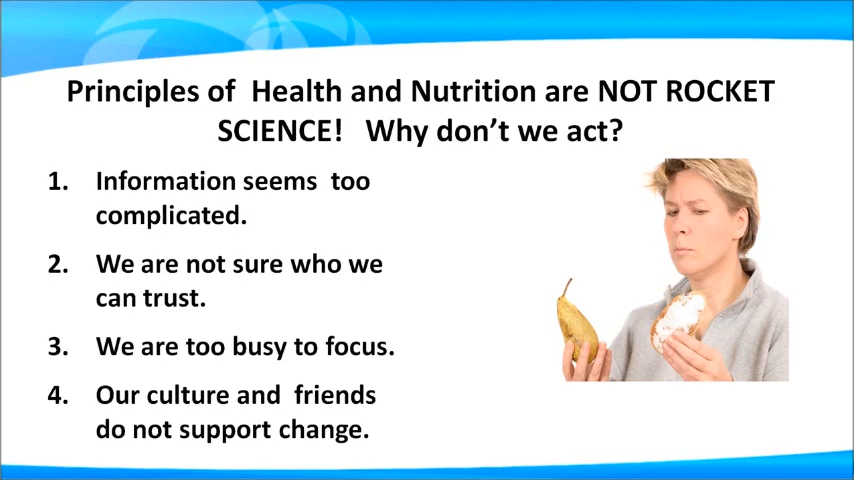 Principles of  Health and Nutrition are NOT ROCKET
SCIENCE!   Why don’t we act?
1. Information seems  too
complicated.
2. We are not sure who we
can trust.
3. We are too busy to focus.
4. Our culture and  friends
do not support change.